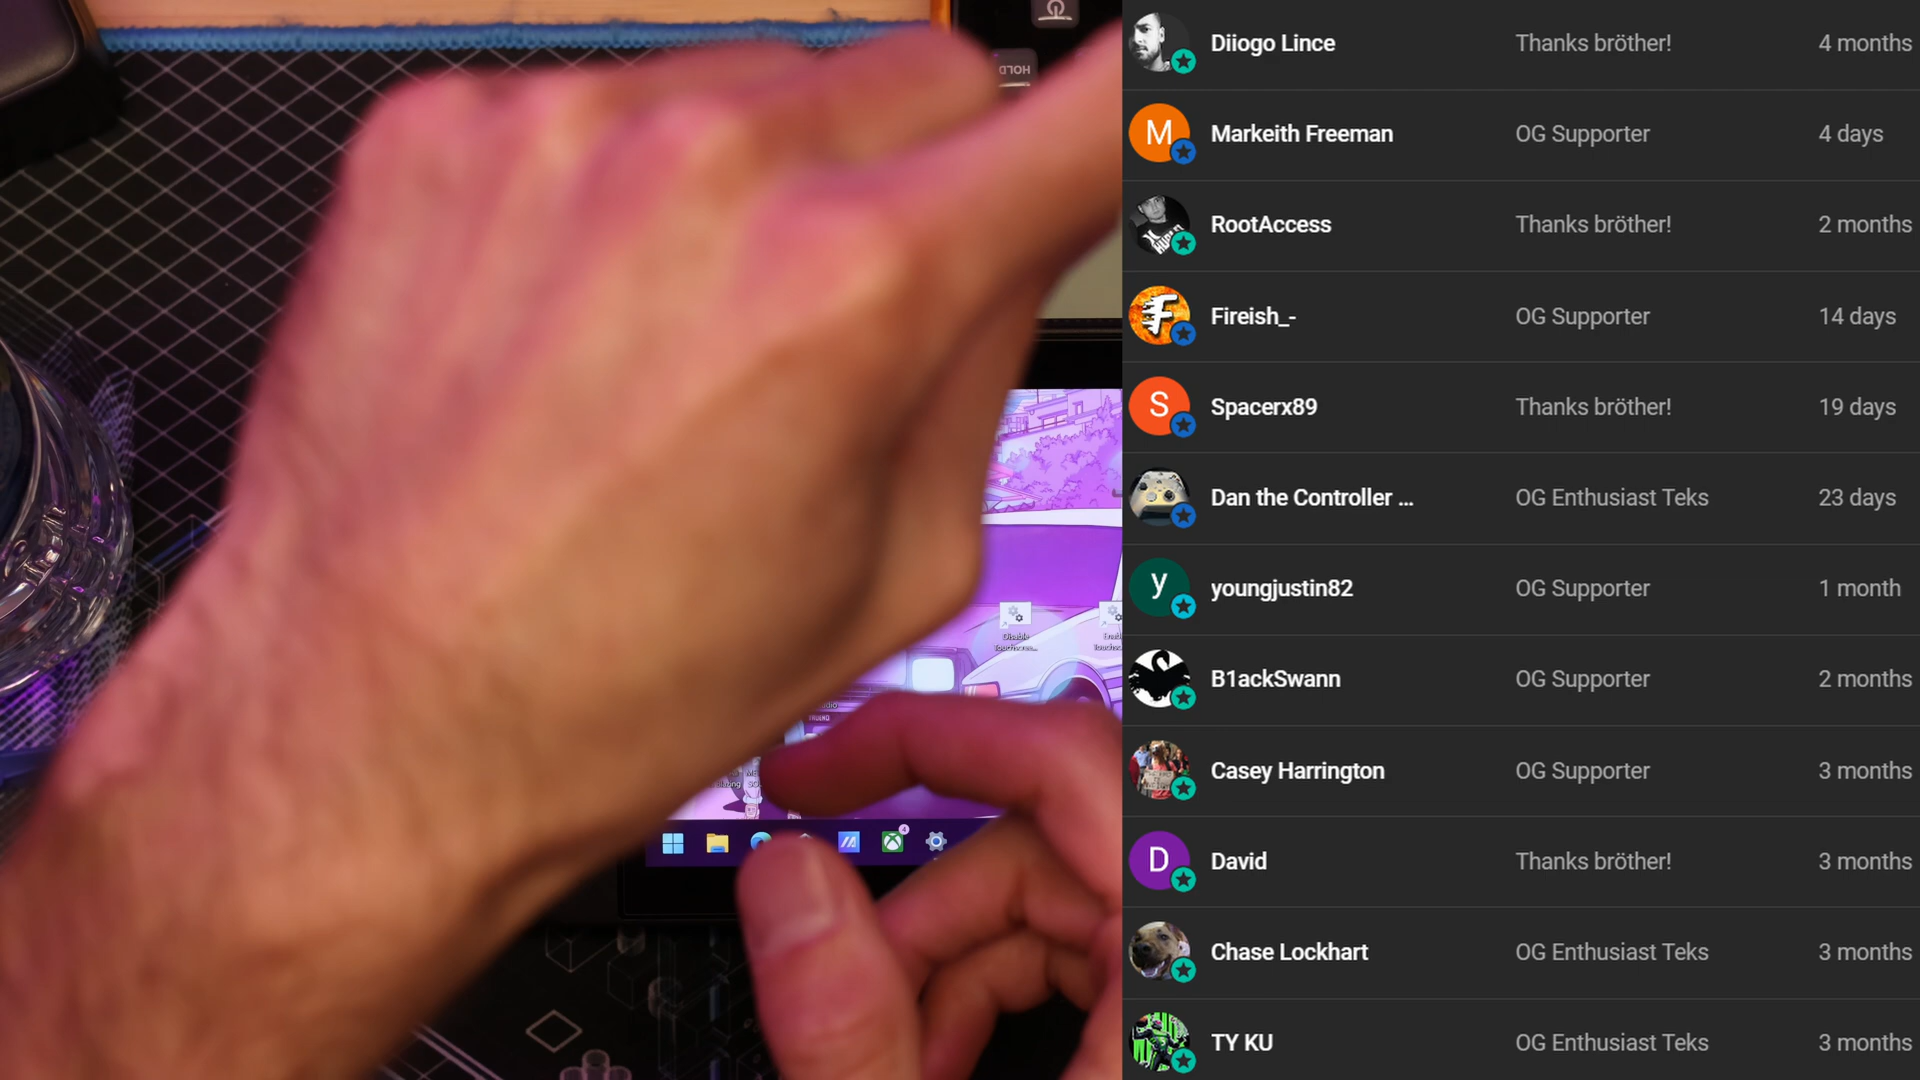 HOLD
Disable
Touchscreen...
Diiogo Lince Thanks bröther! 4 months
M Markeith Freeman OG Supporter 4 days
RootAccess Thanks bröther! 2 months
F Fireish_- OG Supporter 14 days
S Spacerx89 Thanks bröther! 19 days
Dan the Controller ... OG Enthusiast Teks 23 days
y youngjustin82 OG Supporter 1 month
B1ackSwann OG Supporter 2 months
Casey Harrington OG Supporter 3 months
D David Thanks bröther! 3 months
Chase Lockhart OG Enthusiast Teks 3 months
TY KU OG Enthusiast Teks 3 months